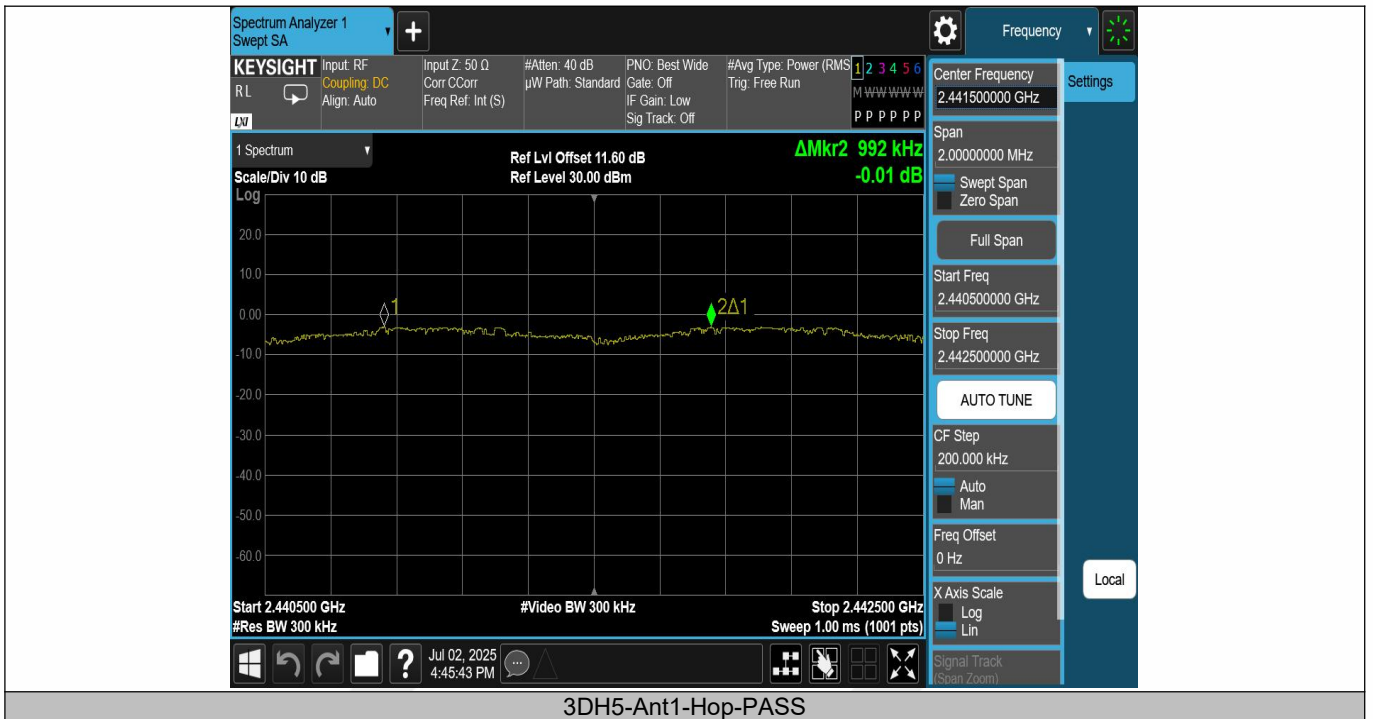 Spectrum Analyzer 1
Swept SA
+
Frequency
KEYSIGHT
RL
LXI
Input: RF
Coupling: DC
Align: Auto
Input Z: 50 Ω
Corr CCorr
Freq Ref: Int (S)
#Atten: 40 dB
µW Path: Standard
PNO: Best Wide
Gate: Off
IF Gain: Low
Sig Track: Off
#Avg Type: Power (RMS
Trig: Free Run
1 2 3 4 5 6
M W W W W W
P P P P P P
Center Frequency
2.441500000 GHz
Settings
1 Spectrum
Scale/Div 10 dB
Ref Lvl Offset 11.60 dB
Ref Level 30.00 dBm
ΔMkr2 992 kHz
-0.01 dB
Span
2.00000000 MHz
Swept Span
Zero Span
Full Span
Start Freq
2.440500000 GHz
Stop Freq
2.442500000 GHz
AUTO TUNE
CF Step
200.000 kHz
Auto
Man
Freq Offset
0 Hz
X Axis Scale
Log
Lin
Signal Track
(Span Zoom)
Local
Log
20.0
10.0
0.00
-10.0
-20.0
-30.0
-40.0
-50.0
-60.0
1
2Δ1
Start 2.440500 GHz
#Res BW 300 kHz
#Video BW 300 kHz
Stop 2.442500 GHz
Sweep 1.00 ms (1001 pts)
?
Jul 02, 2025
4:45:43 PM
3DH5-Ant1-Hop-PASS